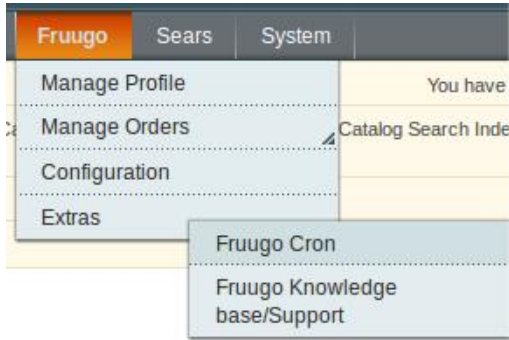 Fruugo Sears System
Manage Profile
You have
Manage Orders
Catalog Search Inde
Configuration
Extras
Fruugo Cron
Fruugo Knowledge
base/Support